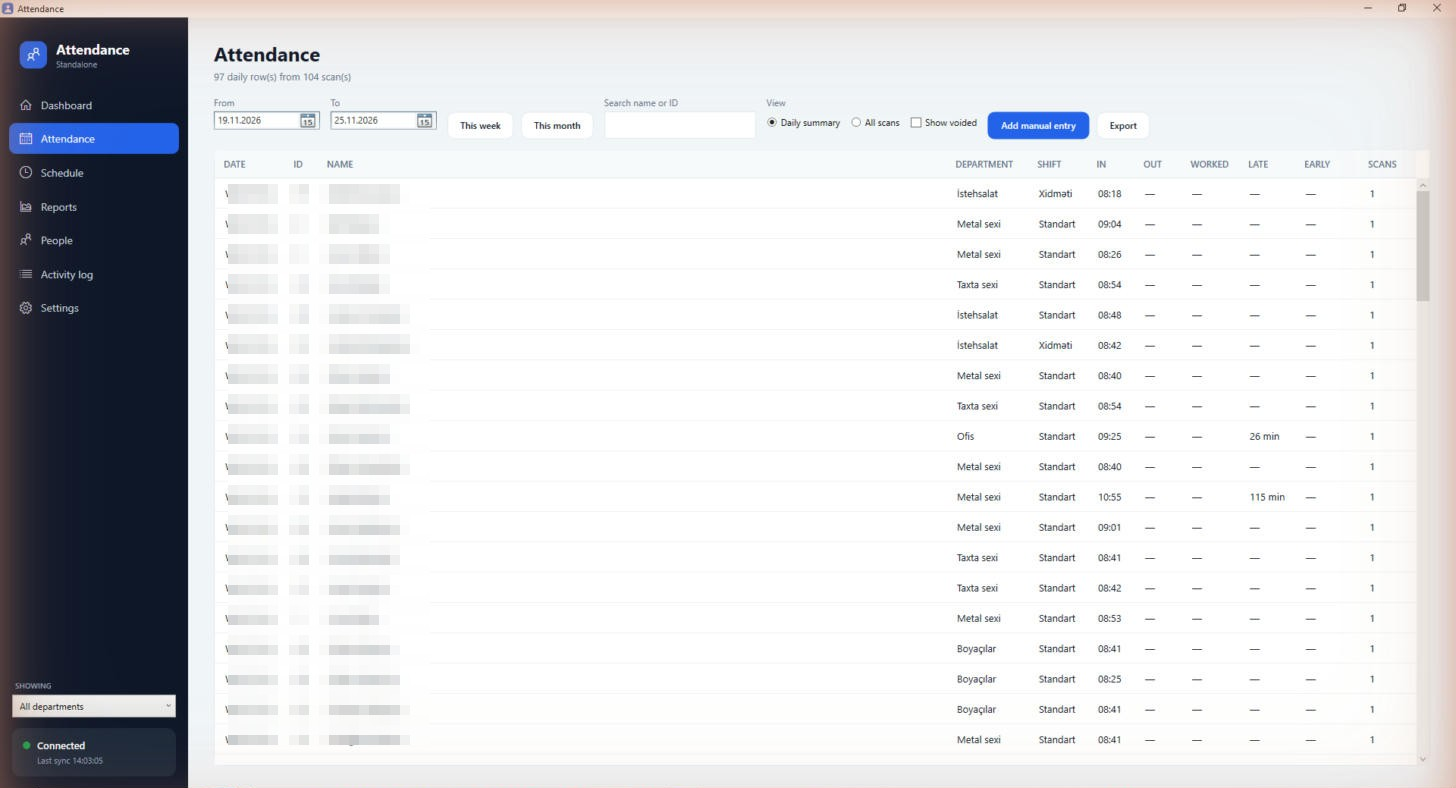 Attendance
Attendance
Standalone
Dashboard
Attendance
Schedule
Reports
People
Activity log
Settings
SHOWING
All departments
Connected
Last sync 14:03:05
Attendance
97 daily row(s) from 104 scan(s)
From To Search name or ID View
19.11.2026 15 25.11.2026 15 This week This month Daily summary All scans Show voided Add manual entry Export
DATE ID NAME DEPARTMENT SHIFT IN OUT WORKED LATE EARLY SCANS
İstehsalat Xidməti 08:18 — — — — 1
Metal sexi Standart 09:04 — — — — 1
Metal sexi Standart 08:26 — — — — 1
Taxta sexi Standart 08:54 — — — — 1
İstehsalat Standart 08:48 — — — — 1
İstehsalat Xidməti 08:42 — — — — 1
Metal sexi Standart 08:40 — — — — 1
Taxta sexi Standart 08:54 — — — — 1
Ofis Standart 09:25 — — 26 min — 1
Metal sexi Standart 08:40 — — — — 1
Metal sexi Standart 10:55 — — 115 min — 1
Metal sexi Standart 09:01 — — — — 1
Taxta sexi Standart 08:41 — — — — 1
Taxta sexi Standart 08:42 — — — — 1
Metal sexi Standart 08:53 — — — — 1
Boyaçılar Standart 08:41 — — — — 1
Boyaçılar Standart 08:25 — — — — 1
Boyaçılar Standart 08:41 — — — — 1
Metal sexi Standart 08:41 — — — — 1